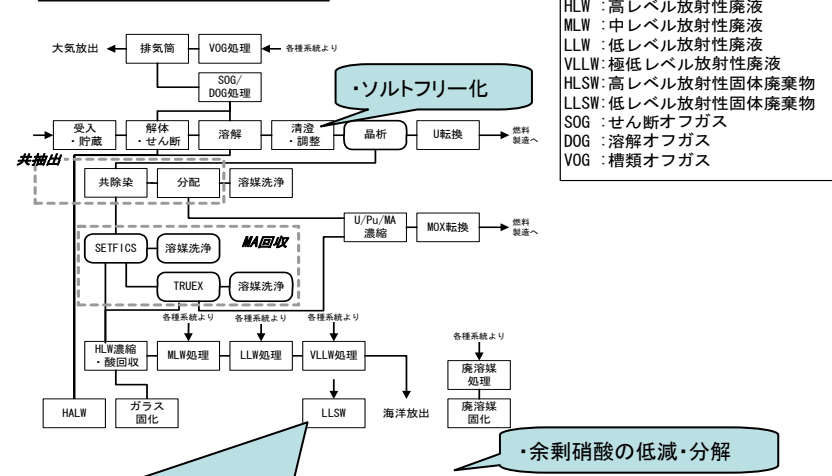 HLW :高レベル放射性廃液
MLW :中レベル放射性廃液
LLW :低レベル放射性廃液
VLLW:極低レベル放射性廃液
HLSW:高レベル放射性固体廃棄物
LLSW:低レベル放射性固体廃棄物
SOG :せん断オフガス
DOG :溶解オフガス
VOG :槽類オフガス
大気放出
排気筒
VOG処理
各種系統より
SOG/
DOG処理
・ソルトフリー化
受入
・貯蔵
解体
・せん断
溶解
清澄
・調整
晶析
U転換
燃料
製造へ
共抽出
共除染
分配
溶媒洗浄
U/Pu/MA
濃縮
MOX転換
燃料
製造へ
SETFICS
溶媒洗浄
MA回収
TRUEX
溶媒洗浄
各種系統より
各種系統より
各種系統より
各種系統より
HLW濃縮
・酸回収
MLW処理
LLW処理
VLLW処理
廃溶媒
処理
HALW
ガラス
固化
LLSW
海洋放出
廃溶媒
固化
・余剰硝酸の低減・分解